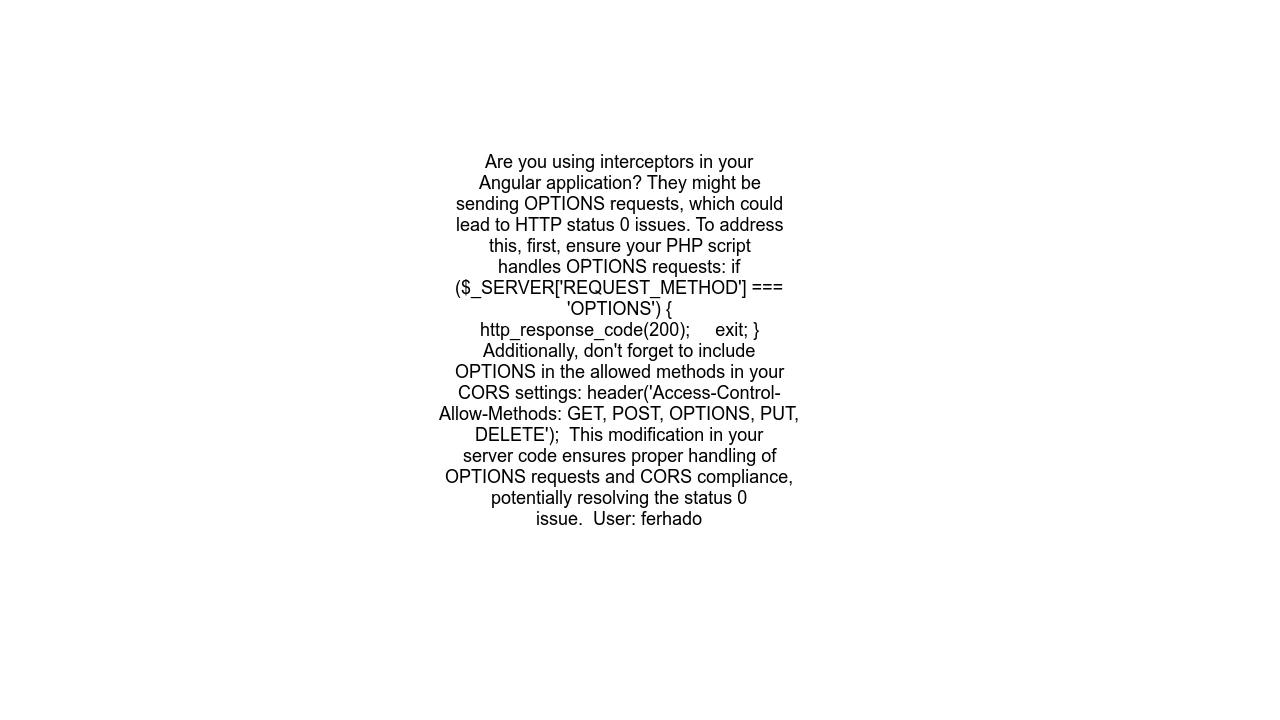 Are you using interceptors in your
Angular application? They might be
sending OPTIONS requests, which could
lead to HTTP status 0 issues. To address
this, first, ensure your PHP script
handles OPTIONS requests: if
($_SERVER['REQUEST_METHOD'] ===
'OPTIONS') {
http_response_code(200);     exit; }
Additionally, don't forget to include
OPTIONS in the allowed methods in your
CORS settings: header('Access-Control-
Allow-Methods: GET, POST, OPTIONS, PUT,
DELETE');  This modification in your
server code ensures proper handling of
OPTIONS requests and CORS compliance,
potentially resolving the status 0
issue.  User: ferhado